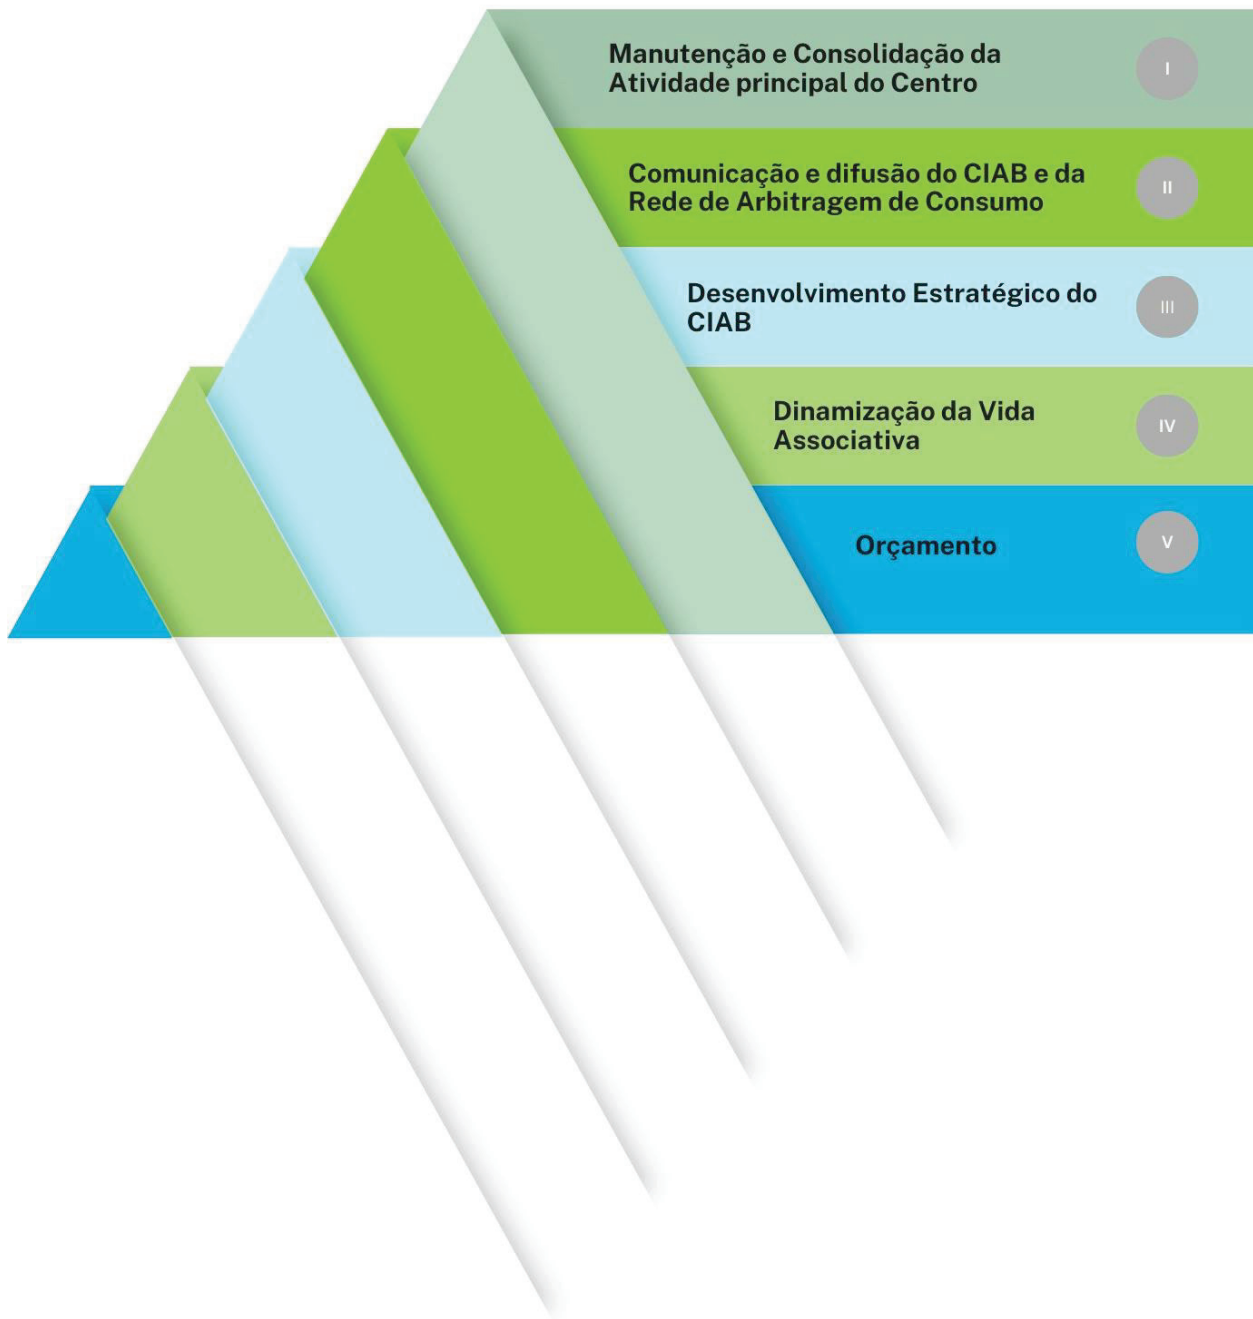 Manutenção e Consolidação da
Atividade principal do Centro
I
Comunicação e difusão do CIAB e da
Rede de Arbitragem de Consumo
II
Desenvolvimento Estratégico do
CIAB
III
Dinamização da Vida
Associativa
IV
Orçamento
V